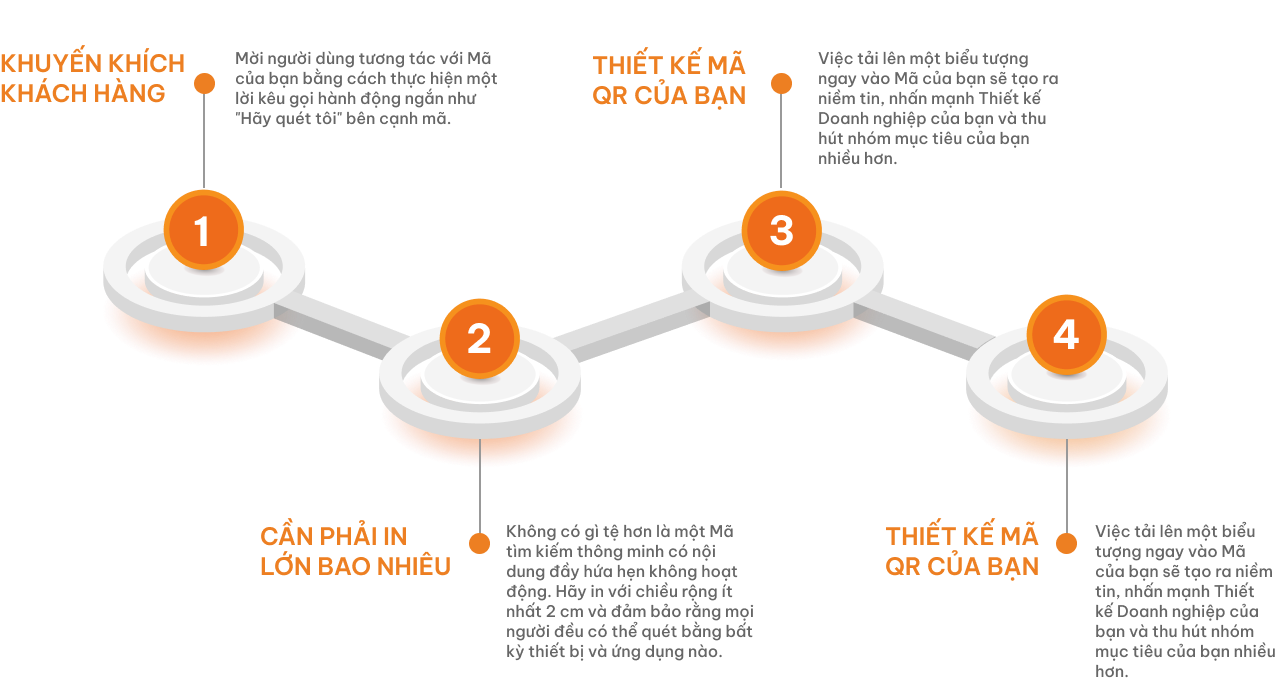 KHUYẾN KHÍCH
KHÁCH HÀNG
Mời người dùng tương tác với Mã
của bạn bằng cách thực hiện một
lời kêu gọi hành động ngắn như
"Hãy quét tôi" bên cạnh mã.
THIẾT KẾ MÃ
QR CỦA BẠN
Việc tải lên một biểu tượng
ngay vào Mã của bạn sẽ tạo ra
niềm tin, nhấn mạnh Thiết kế
Doanh nghiệp của bạn và thu
hút nhóm mục tiêu của bạn
nhiều hơn.
1
3
2
4
CẦN PHẢI IN
LỚN BAO NHIÊU
Không có gì tệ hơn là một Mã
tìm kiếm thông minh có nội
dung đầy hứa hẹn không hoạt
động. Hãy in với chiều rộng ít
nhất 2 cm và đảm bảo rằng mọi
người đều có thể quét bằng bất
kỳ thiết bị và ứng dụng nào.
THIẾT KẾ MÃ
QR CỦA BẠN
Việc tải lên một biểu
tượng ngay vào Mã
của bạn sẽ tạo ra niềm
tin, nhấn mạnh Thiết
kế Doanh nghiệp của
bạn và thu hút nhóm
mục tiêu của bạn nhiều
hơn.